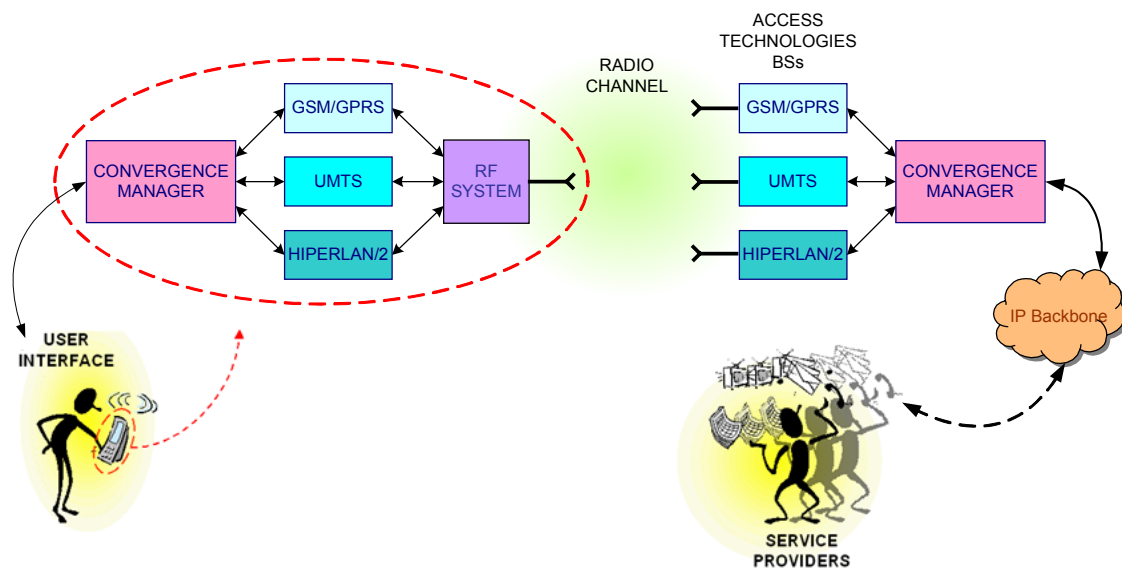 ACCESS
TECHNOLOGIES
BSs
RADIO
CHANNEL
GSM/GPRS
GSM/GPRS
CONVERGENCE
MANAGER
UMTS
RF
SYSTEM
UMTS
CONVERGENCE
MANAGER
HIPERLAN/2
HIPERLAN/2
IP Backbone
USER
INTERFACE
f
SERVICE
PROVIDERS